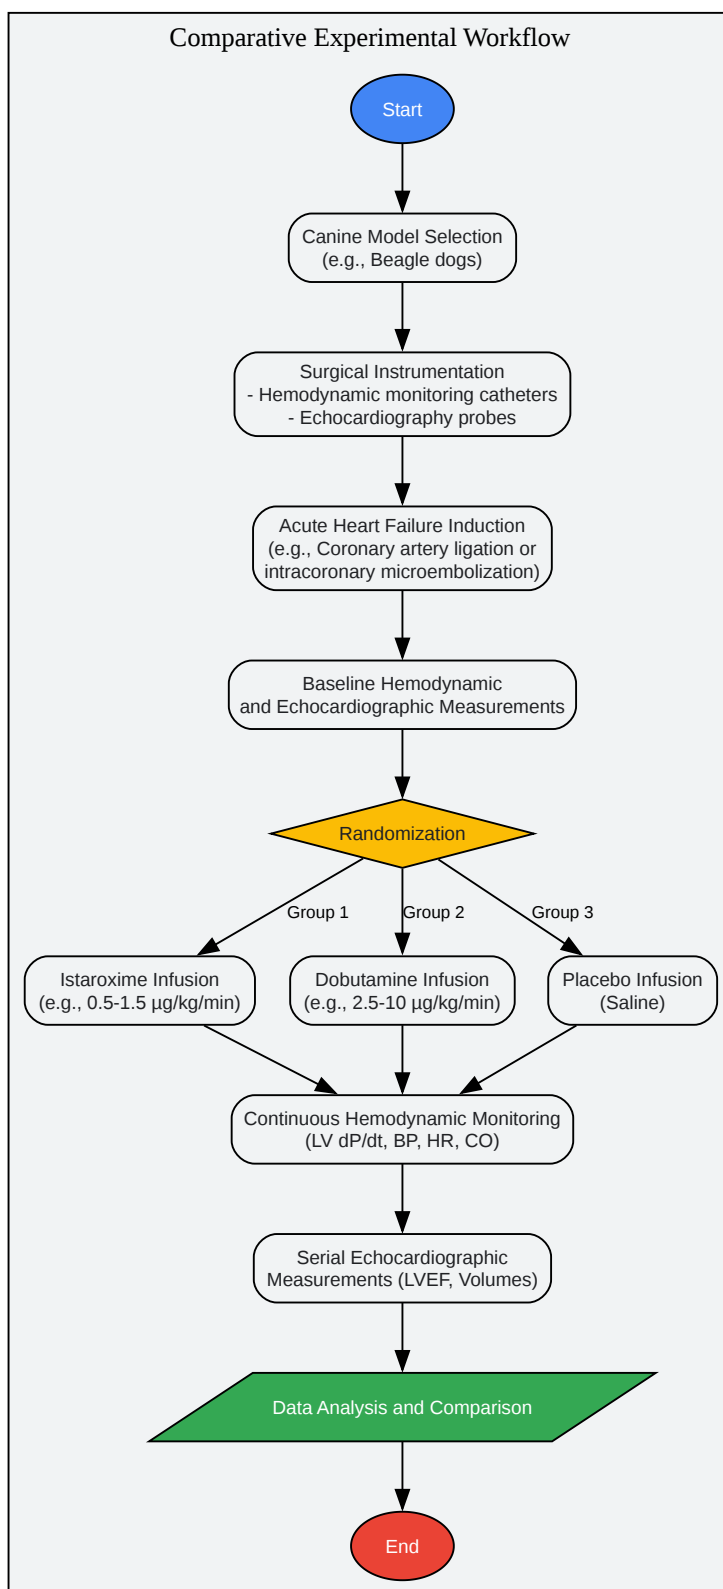 Comparative Experimental Workflow
Start
Canine Model Selection
(e.g., Beagle dogs)
Surgical Instrumentation
- Hemodynamic monitoring catheters
- Echocardiography probes
Acute Heart Failure Induction
(e.g., Coronary artery ligation or
intracoronary microembolization)
Baseline Hemodynamic
and Echocardiographic Measurements
Randomization
Group 1
Group 2
Group 3
Istaroxime Infusion
(e.g., 0.5-1.5 µg/kg/min)
Dobutamine Infusion
(e.g., 2.5-10 µg/kg/min)
Placebo Infusion
(Saline)
Continuous Hemodynamic Monitoring
(LV dP/dt, BP, HR, CO)
Serial Echocardiographic
Measurements (LVEF, Volumes)
Data Analysis and Comparison
End